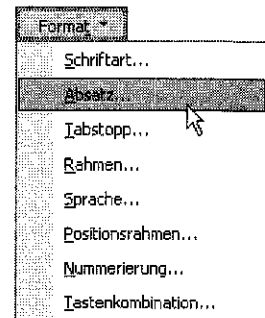 Format
Schriftart...
Absatz...
Tabstopp...
Rahmen...
Sprache...
Positionsrahmen...
Nummerierung...
Tastenkombination...